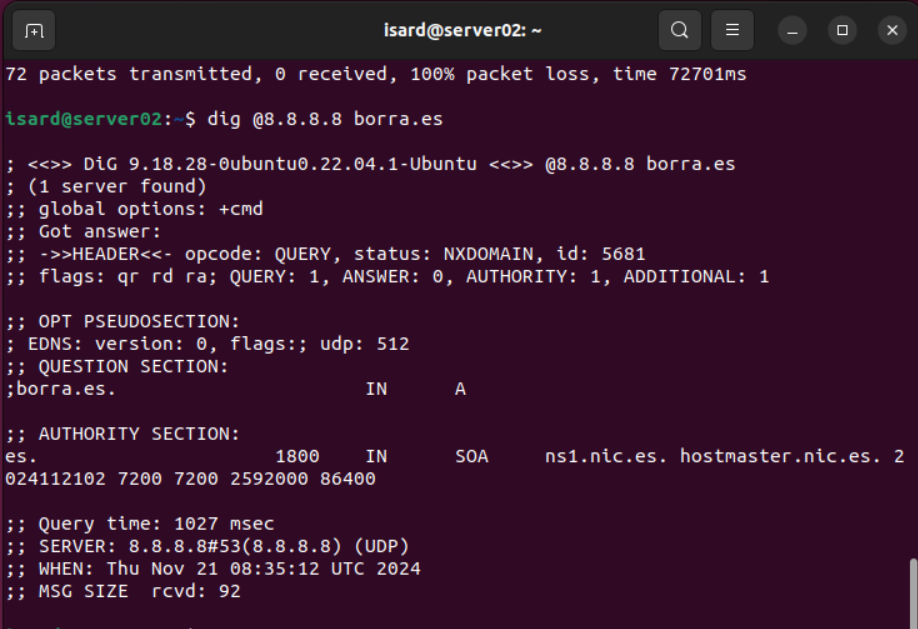 isard@server02: ~
72 packets transmitted, 0 received, 100% packet loss, time 72701ms
isard@server02:~$ dig @8.8.8.8 borra.es
; <<>> DiG 9.18.28-0ubuntu0.22.04.1-Ubuntu <<>> @8.8.8.8 borra.es
; (1 server found)
;; global options: +cmd
;; Got answer:
;; ->>HEADER<<- opcode: QUERY, status: NXDOMAIN, id: 5681
;; flags: qr rd ra; QUERY: 1, ANSWER: 0, AUTHORITY: 1, ADDITIONAL: 1
;; OPT PSEUDOSECTION:
; EDNS: version: 0, flags:; udp: 512
;; QUESTION SECTION:
;borra.es. IN A
;; AUTHORITY SECTION:
es. 1800 IN SOA ns1.nic.es. hostmaster.nic.es. 2
024112102 7200 7200 2592000 86400
;; Query time: 1027 msec
;; SERVER: 8.8.8.8#53(8.8.8.8) (UDP)
;; WHEN: Thu Nov 21 08:35:12 UTC 2024
;; MSG SIZE rcvd: 92